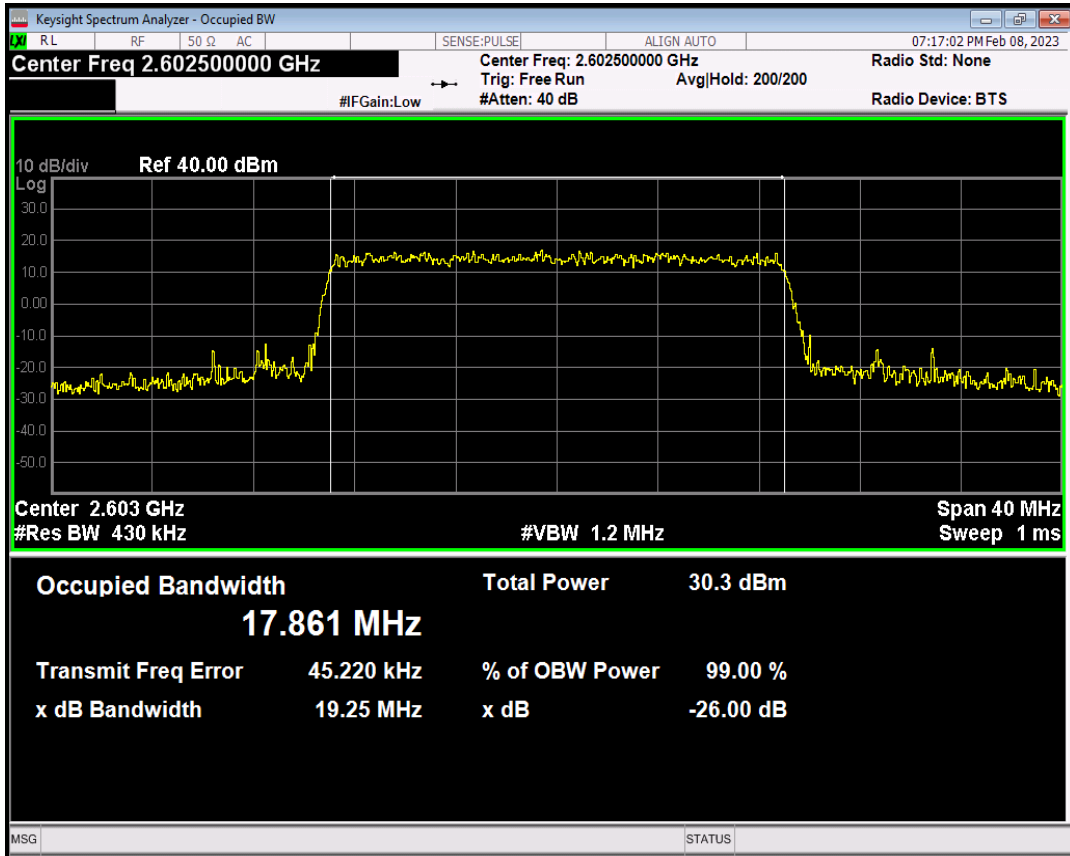 Keysight Spectrum Analyzer - Occupied BW
LXI RL RF 50 Ω AC SENSE:PULSE ALIGN AUTO 07:17:02 PM Feb 08, 2023
Center Freq 2.602500000 GHz
Center Freq: 2.602500000 GHz
Radio Std: None
Trig: Free Run Avg|Hold: 200/200
#IFGain:Low #Atten: 40 dB Radio Device: BTS
10 dB/div Ref 40.00 dBm
Log
30.0
20.0
10.0
0.00
-10.0
-20.0
-30.0
-40.0
-50.0
Center 2.603 GHz Span 40 MHz
#Res BW 430 kHz #VBW 1.2 MHz Sweep 1 ms
Occupied Bandwidth Total Power 30.3 dBm
17.861 MHz
Transmit Freq Error 45.220 kHz % of OBW Power 99.00 %
x dB Bandwidth 19.25 MHz x dB -26.00 dB
MSG STATUS